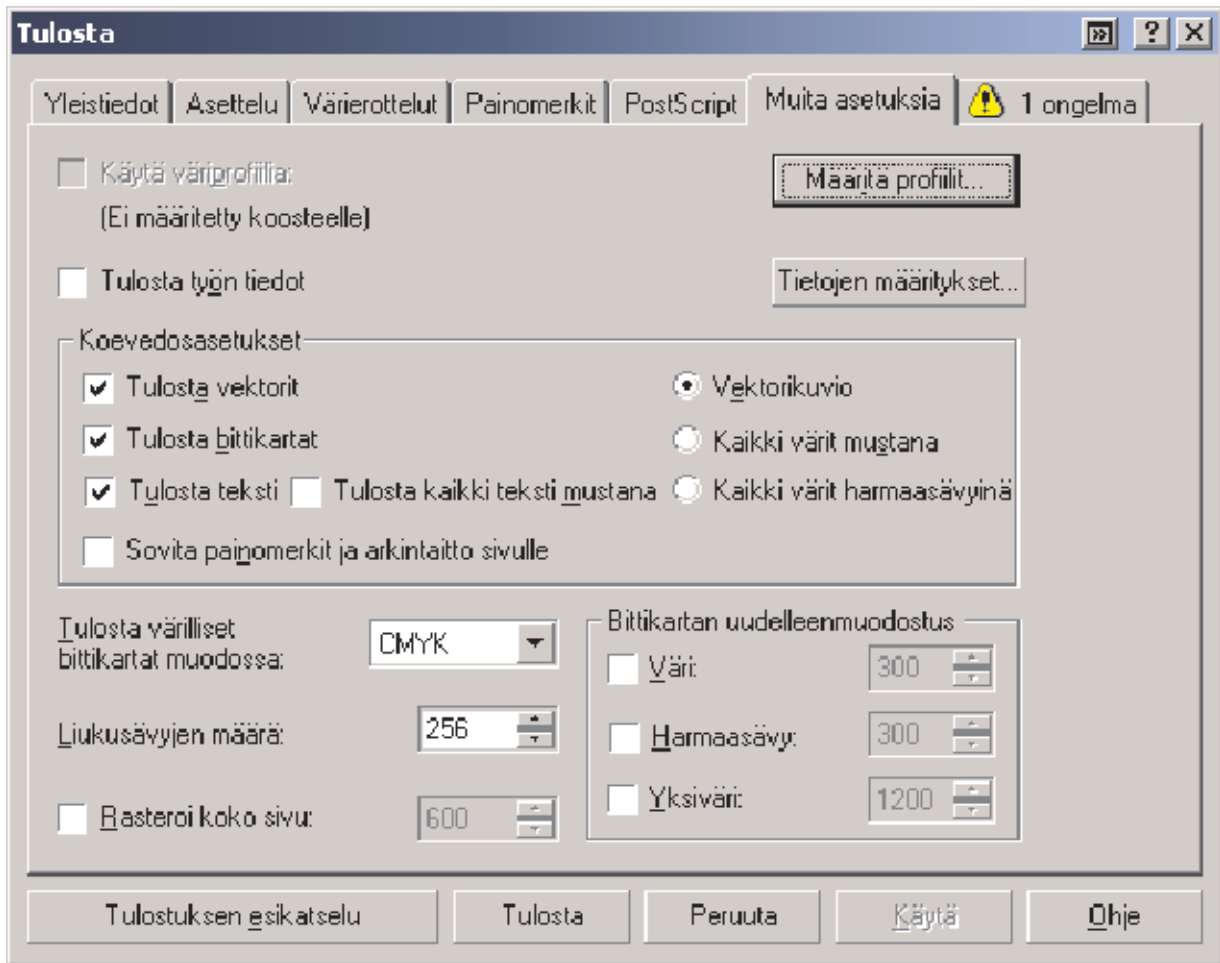 Tulosta
Yleistiedot Asettelu Värierottelut Painomerkit PostScript Muita asetuksia 1 ongelma
Käytä väriprofiilia: Määritä profiilit...
(Ei määritetty koosteelle)
Tulosta työn tiedot Tietojen määritykset...
Koevedosasetukset
Tulosta vektorit Vektorikuvio
Tulosta bittikartat Kaikki värit mustana
Tulosta teksti Tulosta kaikki teksti mustana Kaikki värit harmaasävyinä
Sovita painomerkit ja arkintaitto sivulle
Tulosta värilliset
bittikartat muodossa: CMYK
Bittikartan uudelleenmuodostus
Väri: 300
Liukusävyjen määrä: 256
Harmaasävy: 300
Rasteroi koko sivu: 600
Yksiväri: 1200
Tulostuksen esikatselu Tulosta Peruuta Käytä Ohje